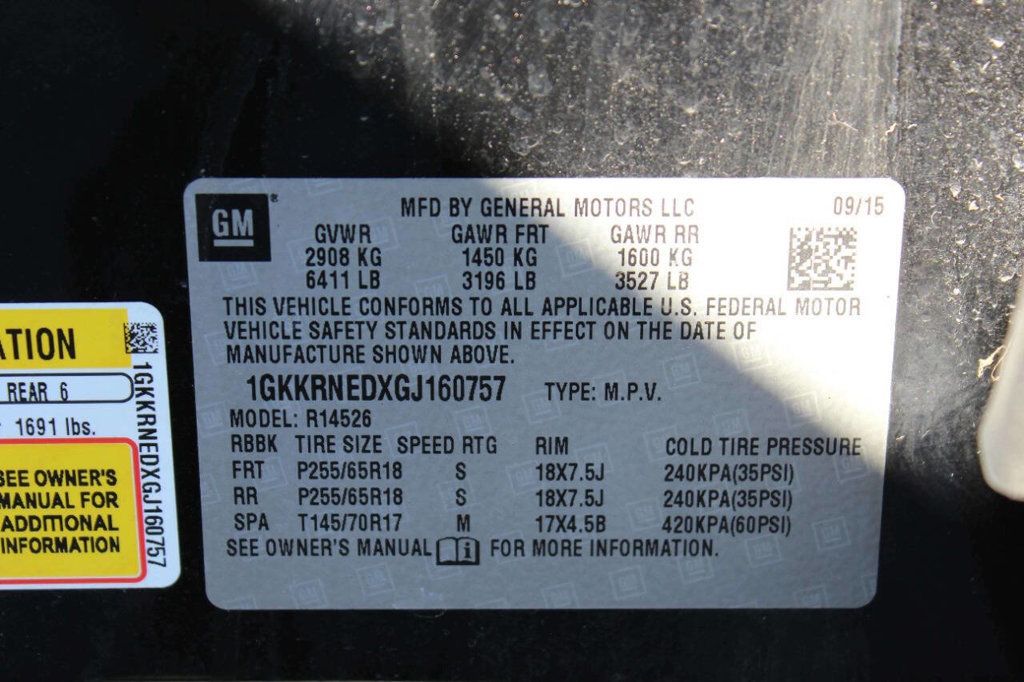 GM ®
MFD BY GENERAL MOTORS LLC 09/15
GVWR GAWR FRT GAWR RR
2908 KG 1450 KG 1600 KG
6411 LB 3196 LB 3527 LB
THIS VEHICLE CONFORMS TO ALL APPLICABLE U.S. FEDERAL MOTOR
VEHICLE SAFETY STANDARDS IN EFFECT ON THE DATE OF
MANUFACTURE SHOWN ABOVE.
1GKKRNEDXGJ160757 TYPE: M.P.V.
MODEL: R14526
RBBK TIRE SIZE SPEED RTG RIM COLD TIRE PRESSURE
FRT P255/65R18 S 18X7.5J 240KPA(35PSI)
RR P255/65R18 S 18X7.5J 240KPA(35PSI)
SPA T145/70R17 M 17X4.5B 420KPA(60PSI)
SEE OWNER'S MANUAL i FOR MORE INFORMATION.
ATION
REAR 6
1691 lbs.
SEE OWNER'S
MANUAL FOR
ADDITIONAL
INFORMATION
1GKKRNEDXGJ160757